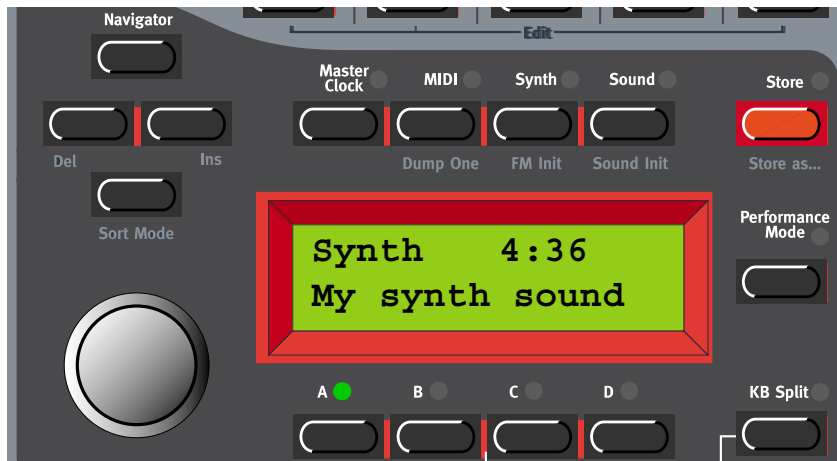 Edit
Navigator
Master Clock
MIDI
Synth
Sound
Store
Del
Ins
Dump One
FM Init
Sound Init
Store as...
Sort Mode
Performance Mode
Synth 4:36
My synth sound
A
B
C
D
KB Split